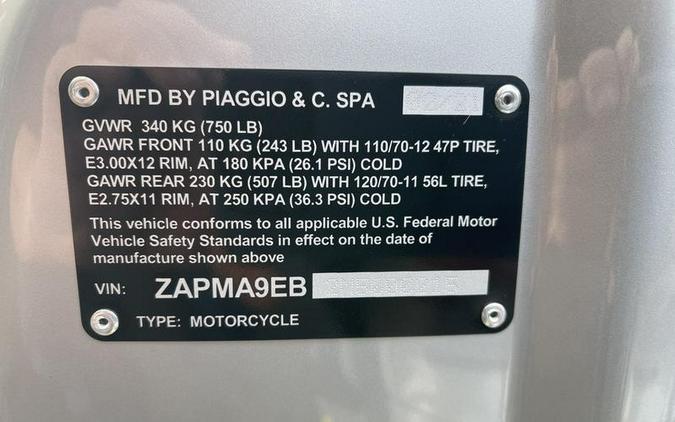 MFD BY PIAGGIO & C. SPA
GVWR 340 KG (750 LB)
GAWR FRONT 110 KG (243 LB) WITH 110/70-12 47P TIRE,
E3.00X12 RIM, AT 180 KPA (26.1 PSI) COLD
GAWR REAR 230 KG (507 LB) WITH 120/70-11 56L TIRE,
E2.75X11 RIM, AT 250 KPA (36.3 PSI) COLD
This vehicle conforms to all applicable U.S. Federal Motor
Vehicle Safety Standards in effect on the date of
manufacture shown above
VIN: ZAPMA9EB
TYPE: MOTORCYCLE